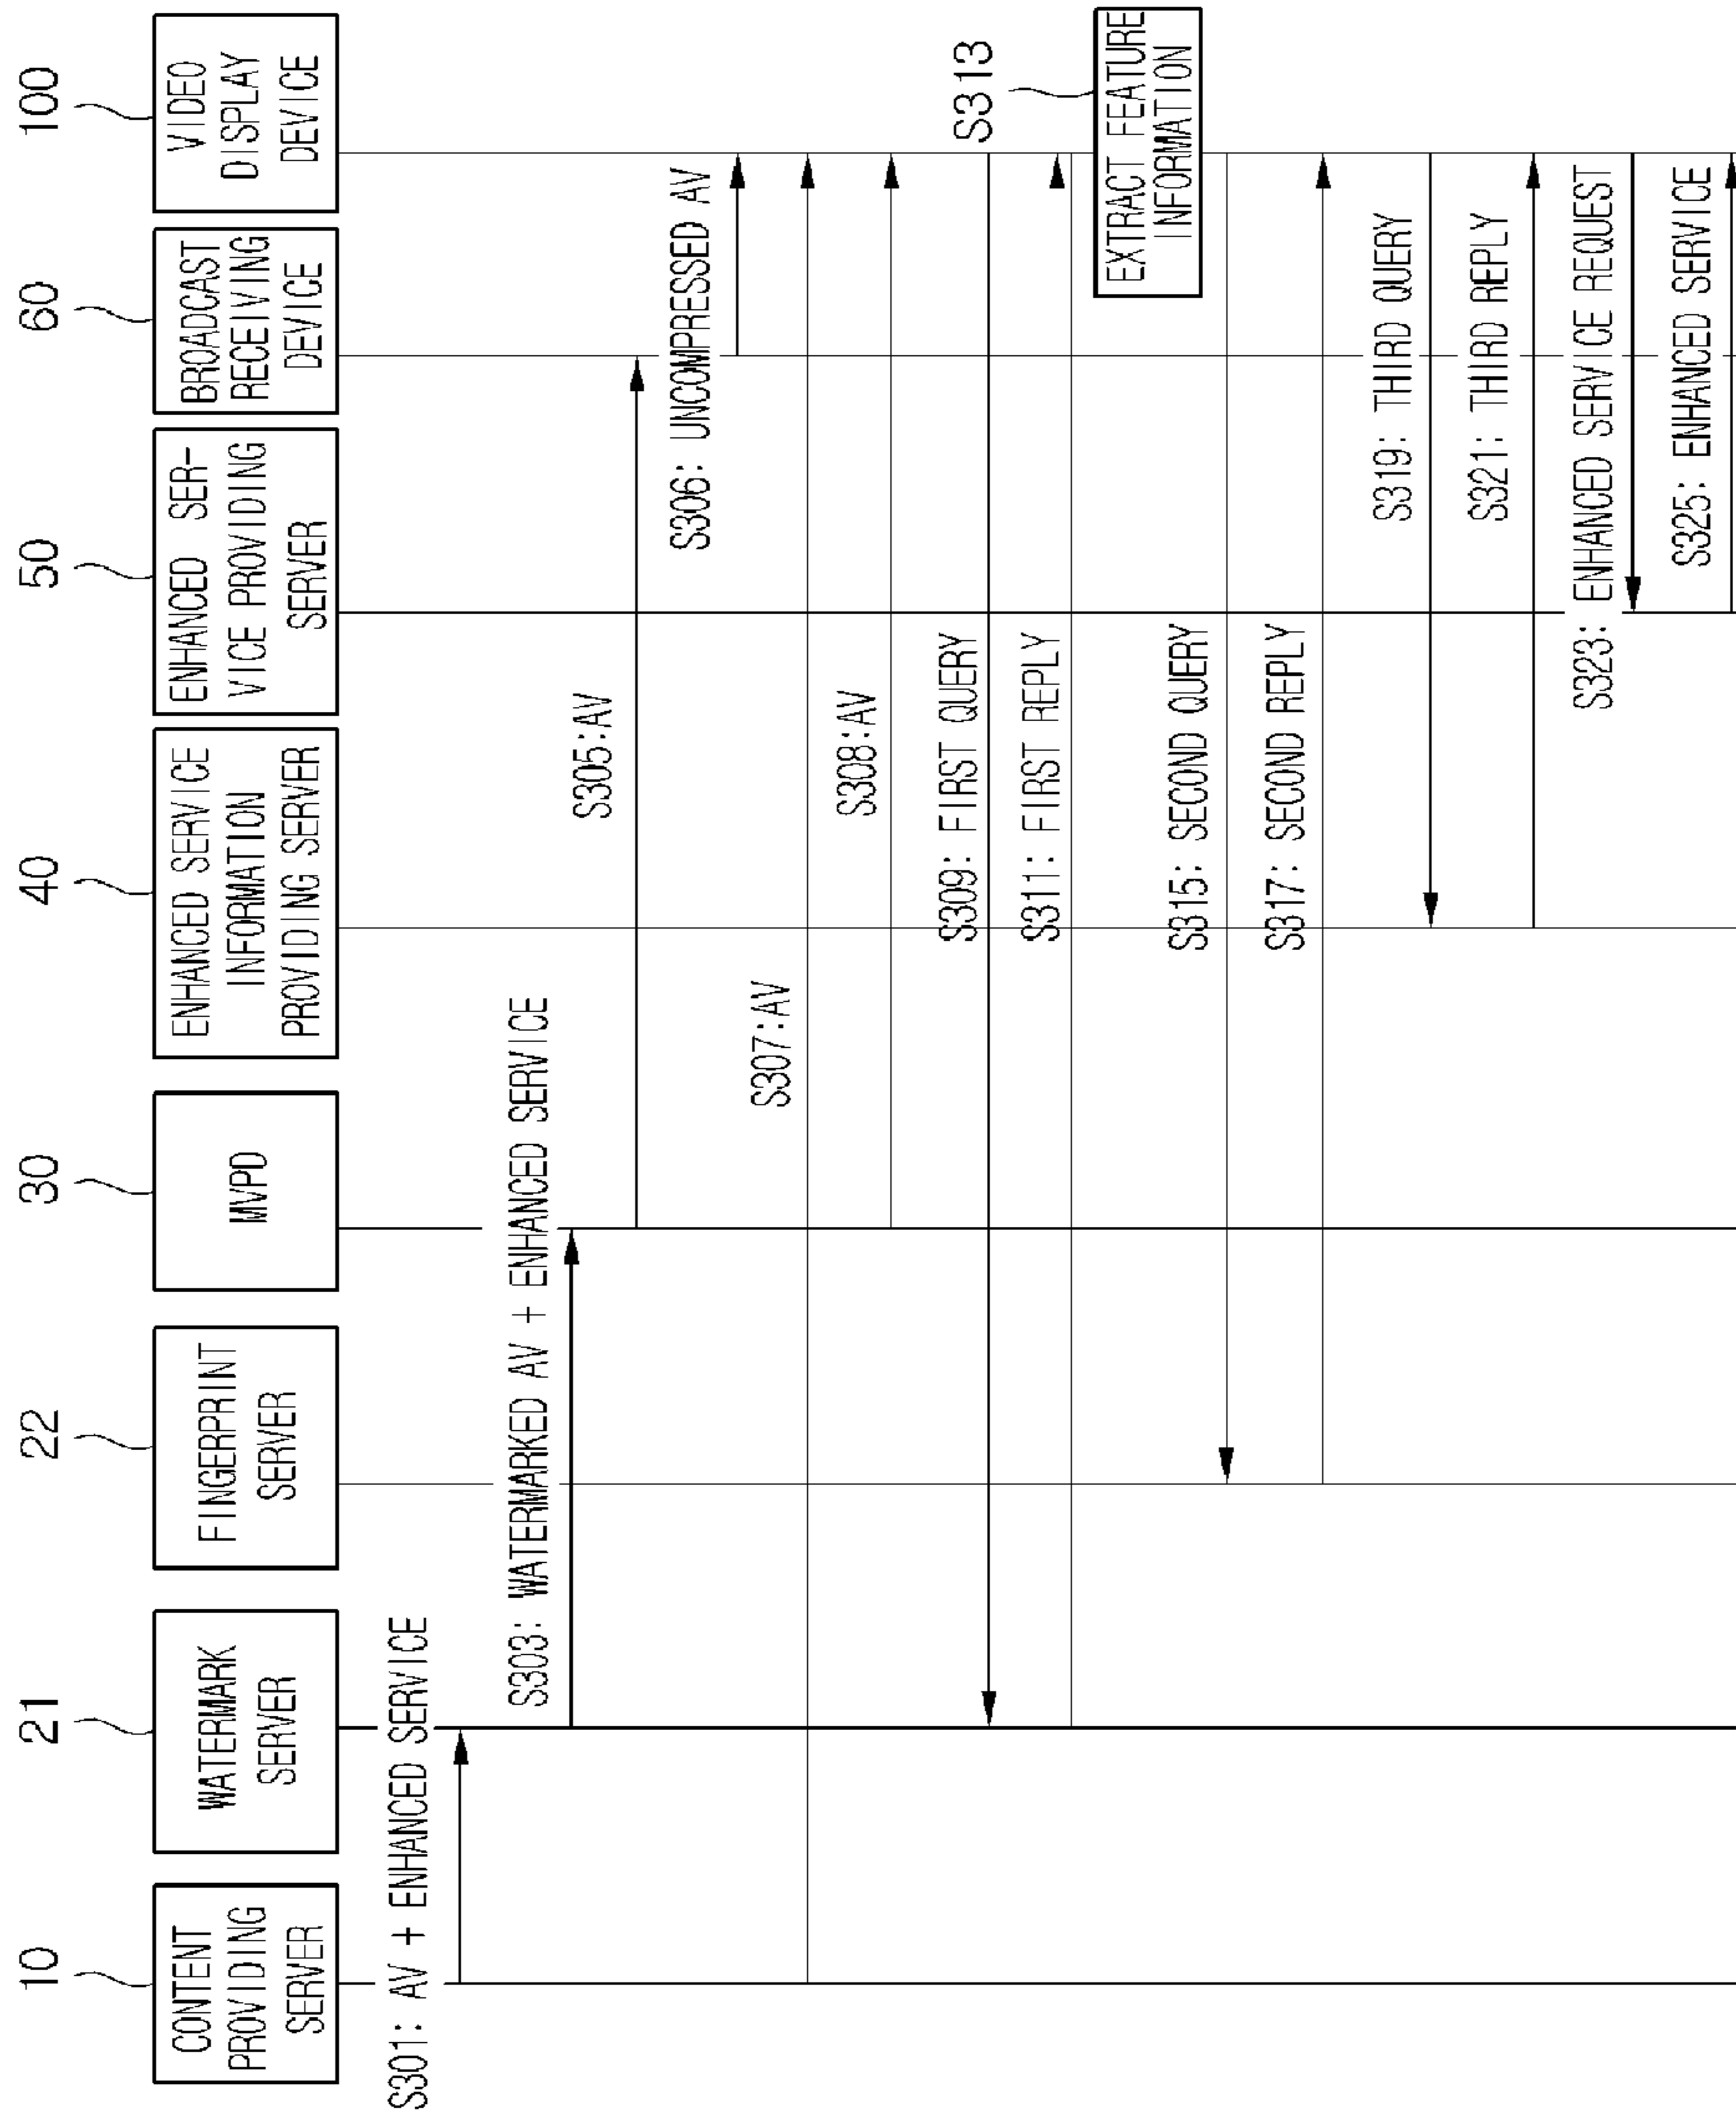 10
CONTENT
PROVIDING
SERVER
21
WATERMARK
SERVER
22
FINGERPRINT
SERVER
30
MVPD
40
ENHANCED SERVICE
INFORMATION
PROVIDING SERVER
50
ENHANCED SER-
VICE PROVIDING
SERVER
60
BROADCAST
RECEIVING
DEVICE
100
VIDEO
DISPLAY
DEVICE
S301: AV + ENHANCED SERVICE
S303: WATERMARKED AV + ENHANCED SERVICE
S305:AV
S306: UNCOMPRESSED AV
S307:AV
S308:AV
S309: FIRST QUERY
S311: FIRST REPLY
S313
EXTRACT FEATURE
INFORMATION
S315: SECOND QUERY
S317: SECOND REPLY
S319: THIRD QUERY
S321: THIRD REPLY
S323: ENHANCED SERVICE REQUEST
S325: ENHANCED SERVICE